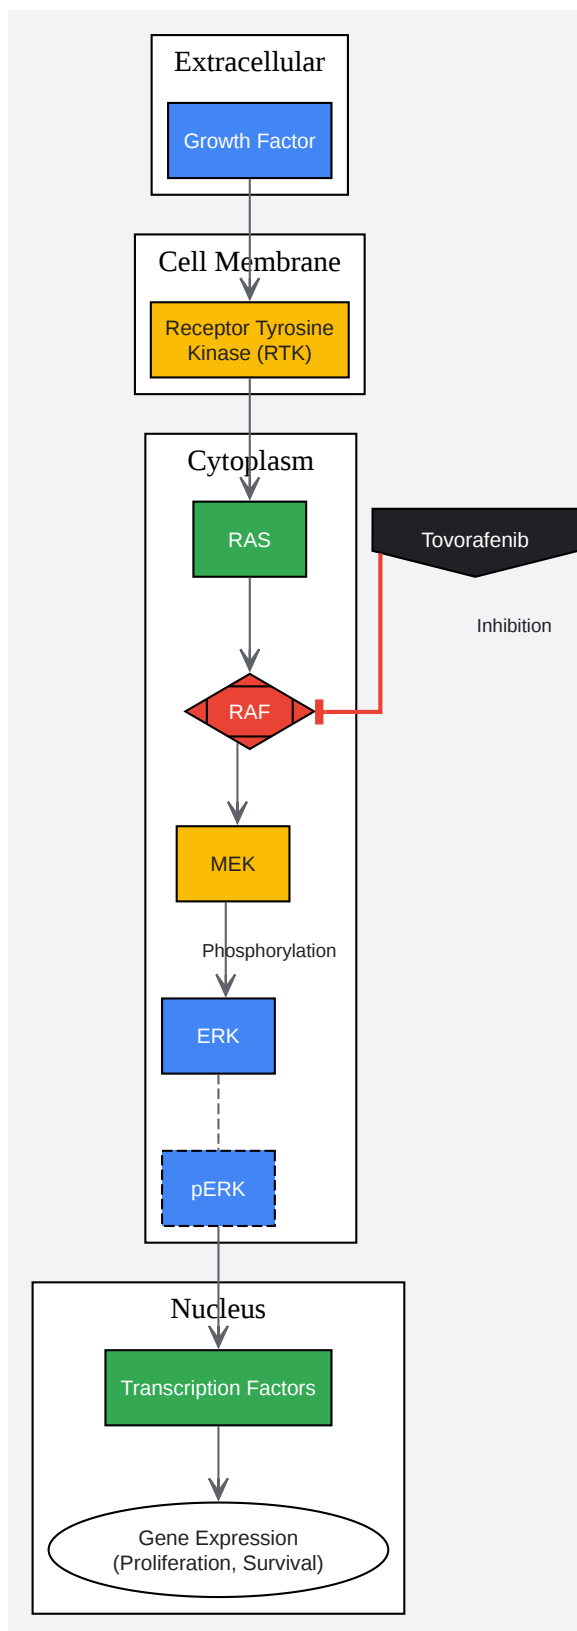 Extracellular
Growth Factor
Cell Membrane
Receptor Tyrosine
Kinase (RTK)
Cytoplasm
RAS
Tovorafenib
Inhibition
RAF
MEK
Phosphorylation
ERK
pERK
Nucleus
Transcription Factors
Gene Expression
(Proliferation, Survival)